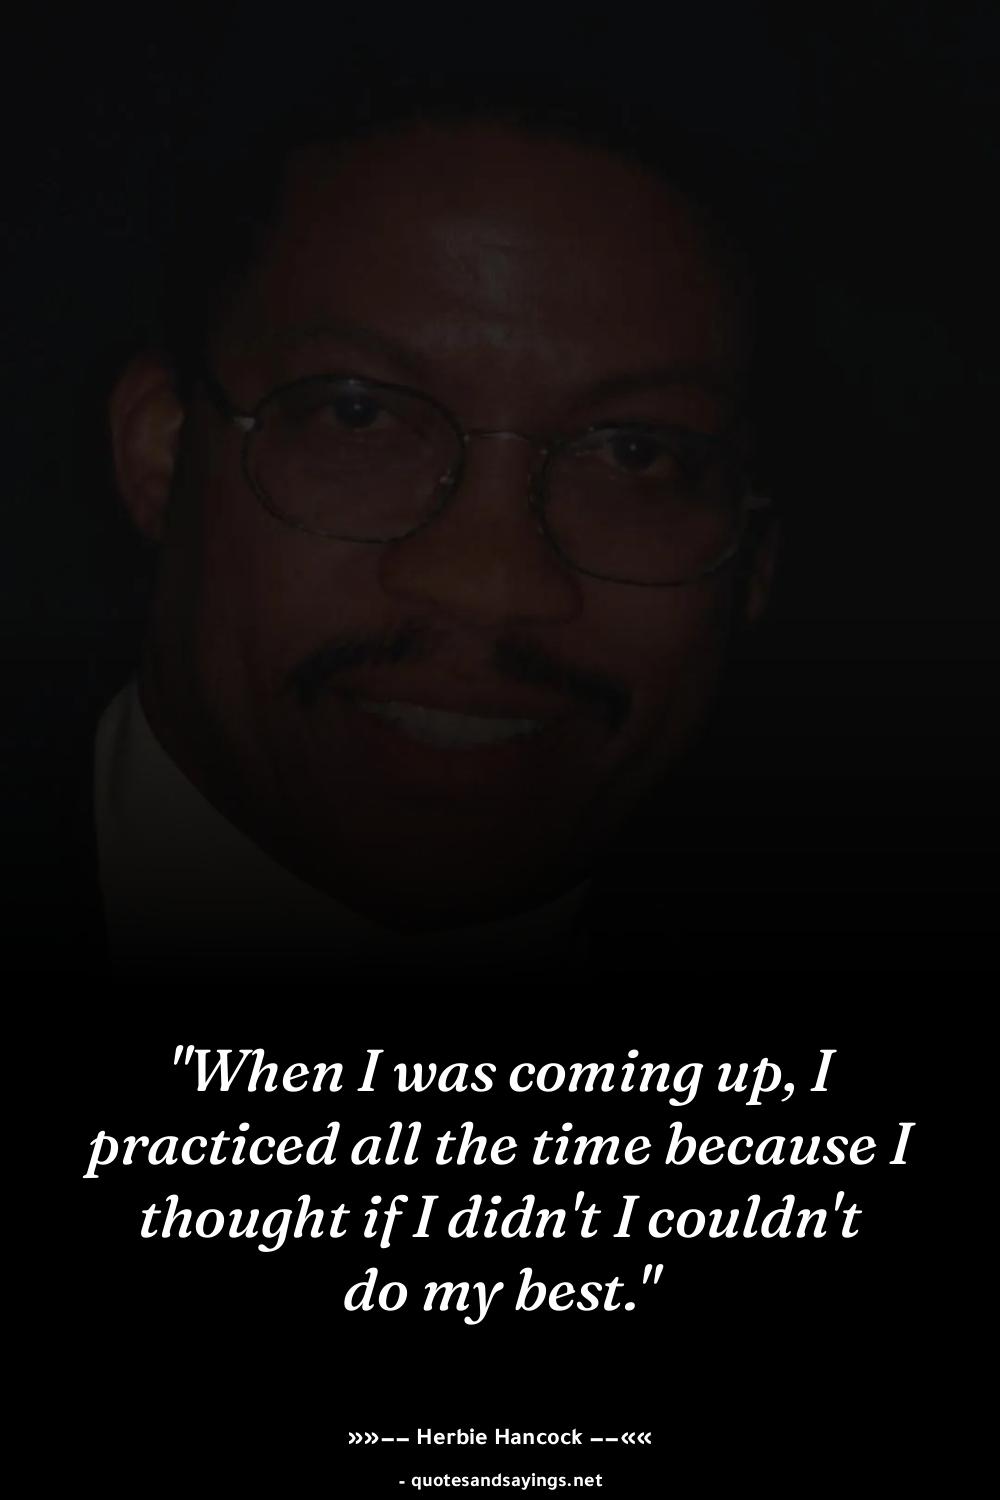 "When I was coming up, I
practiced all the time because I
thought if I didn't I couldn't
do my best."
»»–– Herbie Hancock ––««
- quotesandsayings.net